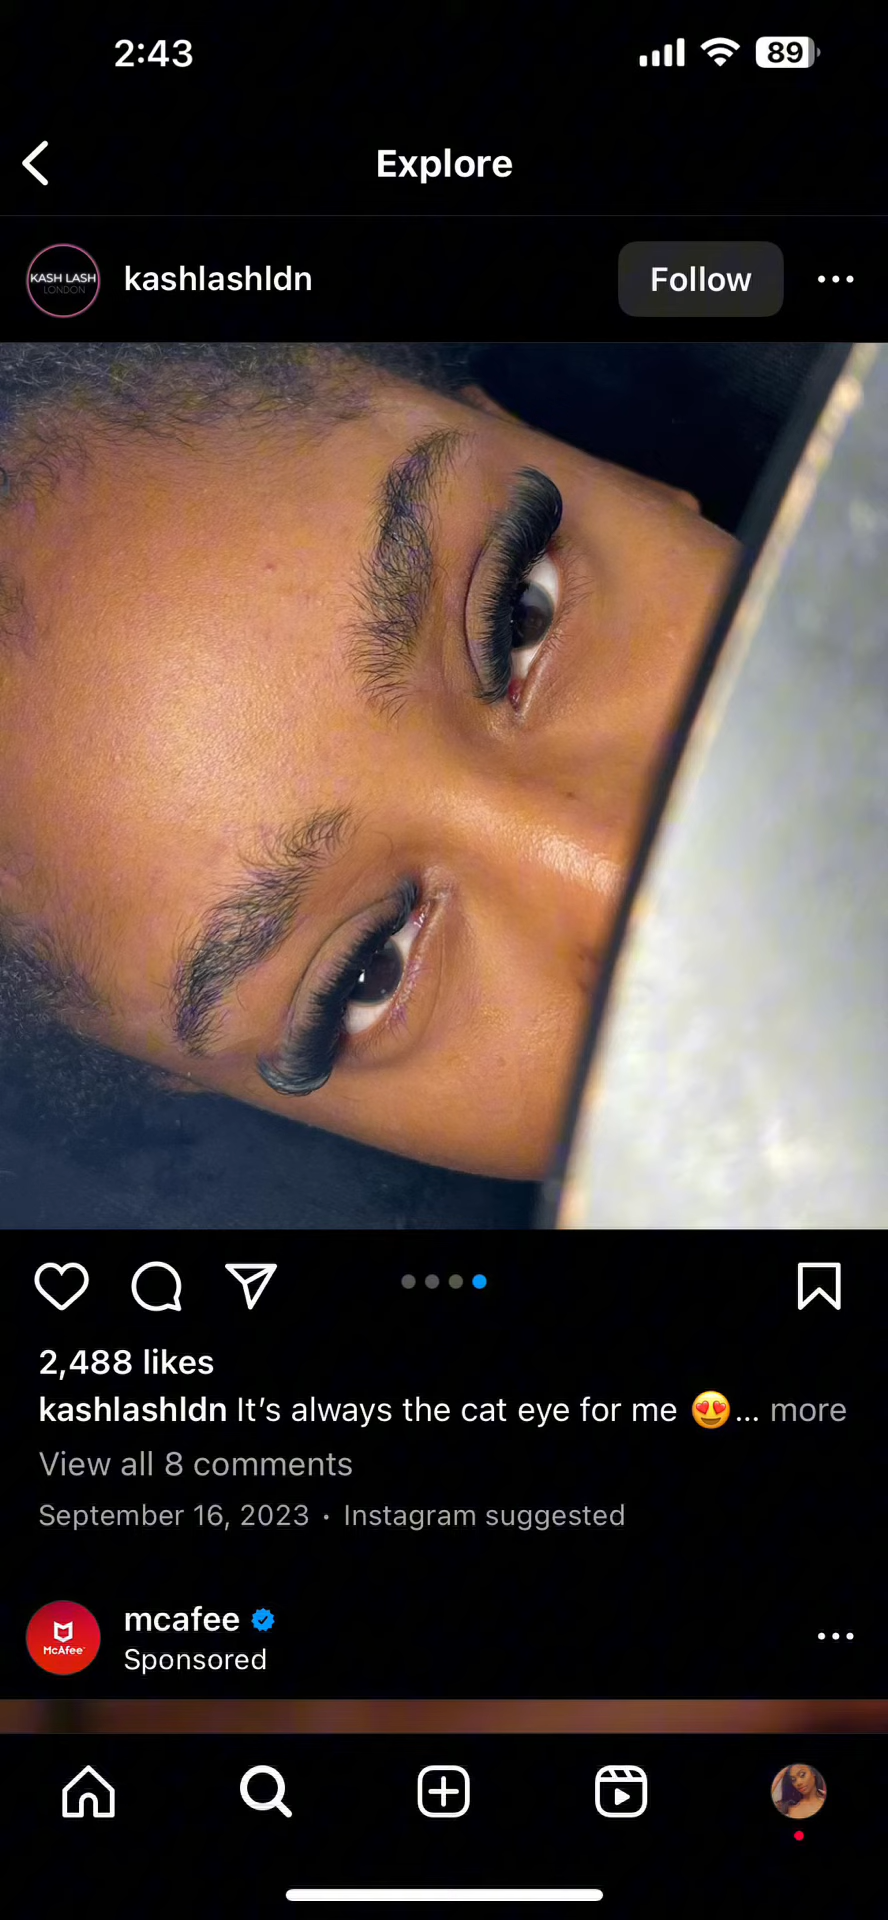 2:43
89
Explore
KASH LASH
LONDON
kashlashldn
Follow
2,488 likes
kashlashldn It’s always the cat eye for me 😍... more
View all 8 comments
September 16, 2023 · Instagram suggested
mcafee
McAfee
Sponsored